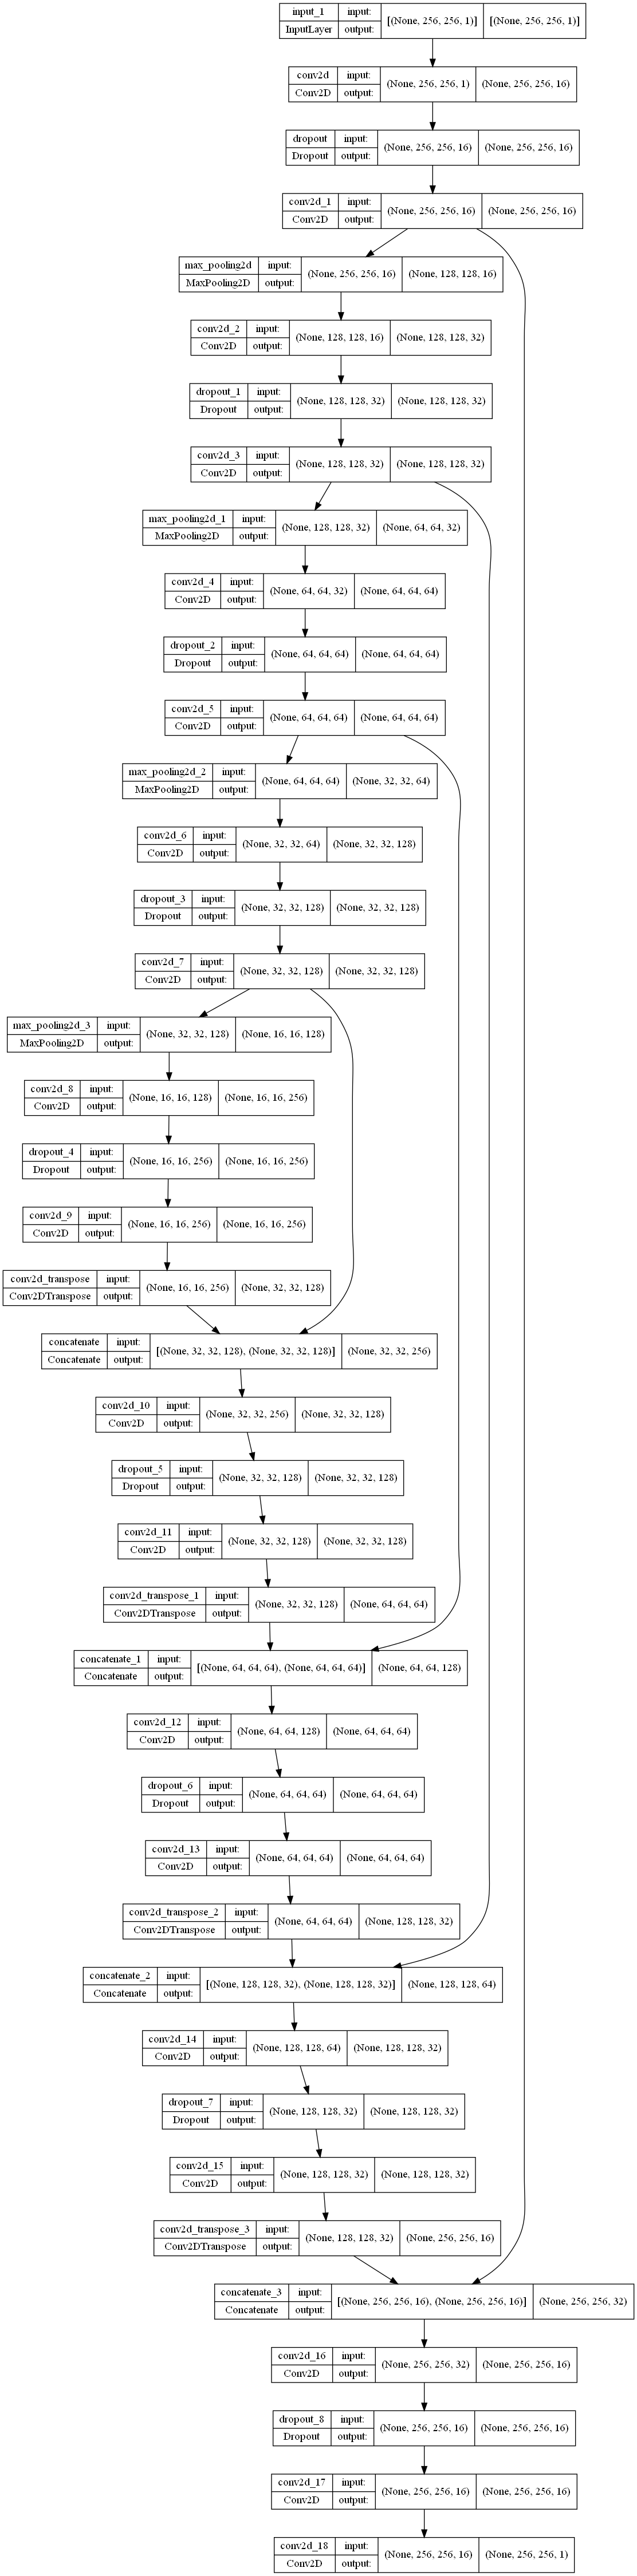 input_1 input: [(None, 256, 256, 1)] [(None, 256, 256, 1)]
InputLayer output:
conv2d input: (None, 256, 256, 1) (None, 256, 256, 16)
Conv2D output:
dropout input: (None, 256, 256, 16) (None, 256, 256, 16)
Dropout output:
conv2d_1 input: (None, 256, 256, 16) (None, 256, 256, 16)
Conv2D output:
max_pooling2d input: (None, 256, 256, 16) (None, 128, 128, 16)
MaxPooling2D output:
conv2d_2 input: (None, 128, 128, 16) (None, 128, 128, 32)
Conv2D output:
dropout_1 input: (None, 128, 128, 32) (None, 128, 128, 32)
Dropout output:
conv2d_3 input: (None, 128, 128, 32) (None, 128, 128, 32)
Conv2D output:
max_pooling2d_1 input: (None, 128, 128, 32) (None, 64, 64, 32)
MaxPooling2D output:
conv2d_4 input: (None, 64, 64, 32) (None, 64, 64, 64)
Conv2D output:
dropout_2 input: (None, 64, 64, 64) (None, 64, 64, 64)
Dropout output:
conv2d_5 input: (None, 64, 64, 64) (None, 64, 64, 64)
Conv2D output:
max_pooling2d_2 input: (None, 64, 64, 64) (None, 32, 32, 64)
MaxPooling2D output:
conv2d_6 input: (None, 32, 32, 64) (None, 32, 32, 128)
Conv2D output:
dropout_3 input: (None, 32, 32, 128) (None, 32, 32, 128)
Dropout output:
conv2d_7 input: (None, 32, 32, 128) (None, 32, 32, 128)
Conv2D output:
max_pooling2d_3 input: (None, 32, 32, 128) (None, 16, 16, 128)
MaxPooling2D output:
conv2d_8 input: (None, 16, 16, 128) (None, 16, 16, 256)
Conv2D output:
dropout_4 input: (None, 16, 16, 256) (None, 16, 16, 256)
Dropout output:
conv2d_9 input: (None, 16, 16, 256) (None, 16, 16, 256)
Conv2D output:
conv2d_transpose input: (None, 16, 16, 256) (None, 32, 32, 128)
Conv2DTranspose output:
concatenate input: [(None, 32, 32, 128), (None, 32, 32, 128)] (None, 32, 32, 256)
Concatenate output:
conv2d_10 input: (None, 32, 32, 256) (None, 32, 32, 128)
Conv2D output:
dropout_5 input: (None, 32, 32, 128) (None, 32, 32, 128)
Dropout output:
conv2d_11 input: (None, 32, 32, 128) (None, 32, 32, 128)
Conv2D output:
conv2d_transpose_1 input: (None, 32, 32, 128) (None, 64, 64, 64)
Conv2DTranspose output:
concatenate_1 input: [(None, 64, 64, 64), (None, 64, 64, 64)] (None, 64, 64, 128)
Concatenate output:
conv2d_12 input: (None, 64, 64, 128) (None, 64, 64, 64)
Conv2D output:
dropout_6 input: (None, 64, 64, 64) (None, 64, 64, 64)
Dropout output:
conv2d_13 input: (None, 64, 64, 64) (None, 64, 64, 64)
Conv2D output:
conv2d_transpose_2 input: (None, 64, 64, 64) (None, 128, 128, 32)
Conv2DTranspose output:
concatenate_2 input: [(None, 128, 128, 32), (None, 128, 128, 32)] (None, 128, 128, 64)
Concatenate output:
conv2d_14 input: (None, 128, 128, 64) (None, 128, 128, 32)
Conv2D output:
dropout_7 input: (None, 128, 128, 32) (None, 128, 128, 32)
Dropout output:
conv2d_15 input: (None, 128, 128, 32) (None, 128, 128, 32)
Conv2D output:
conv2d_transpose_3 input: (None, 128, 128, 32) (None, 256, 256, 16)
Conv2DTranspose output:
concatenate_3 input: [(None, 256, 256, 16), (None, 256, 256, 16)] (None, 256, 256, 32)
Concatenate output:
conv2d_16 input: (None, 256, 256, 32) (None, 256, 256, 16)
Conv2D output:
dropout_8 input: (None, 256, 256, 16) (None, 256, 256, 16)
Dropout output:
conv2d_17 input: (None, 256, 256, 16) (None, 256, 256, 16)
Conv2D output:
conv2d_18 input: (None, 256, 256, 16) (None, 256, 256, 1)
Conv2D output: